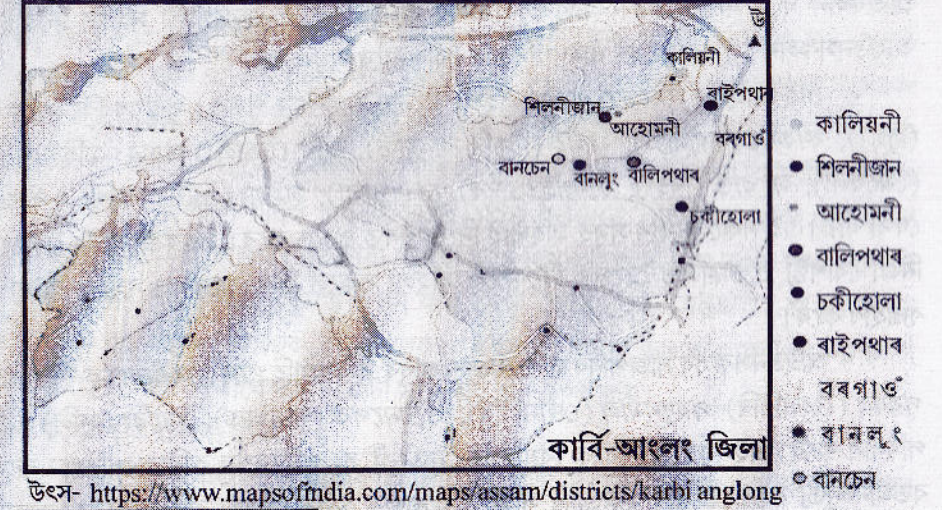 উ
কালিয়নী
ৰাইপথাৰ
শিলনীজান
আহোমনী
বৰগাওঁ
বানচেন
বানলুং
বালিপথাৰ
চকীহোলা
কাৰ্বি-আংলং জিলা
কালিয়নী
শিলনীজান
আহোমনী
বালিপথাৰ
চকীহোলা
ৰাইপথাৰ
বৰগাওঁ
বানলুং
বানচেন
উৎস- https://www.mapsofindia.com/maps/assam/districts/karbi anglong